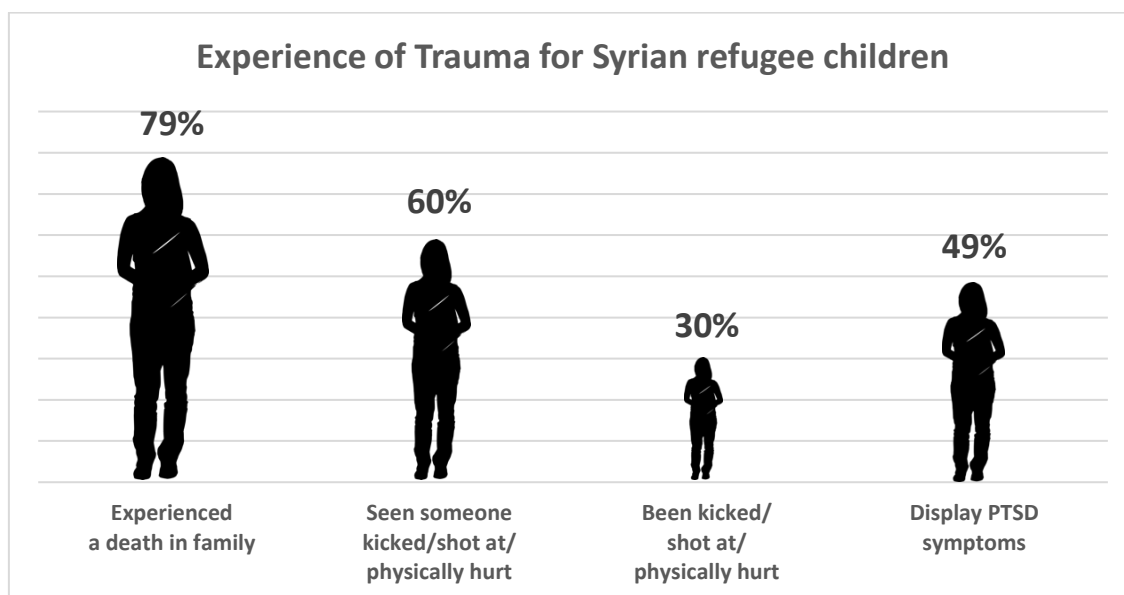 Experience of Trauma for Syrian refugee children
79%
60%
30%
49%
Experienced
a death in family
Seen someone
kicked/shot at/
physically hurt
Been kicked/
shot at/
physically hurt
Display PTSD
symptoms